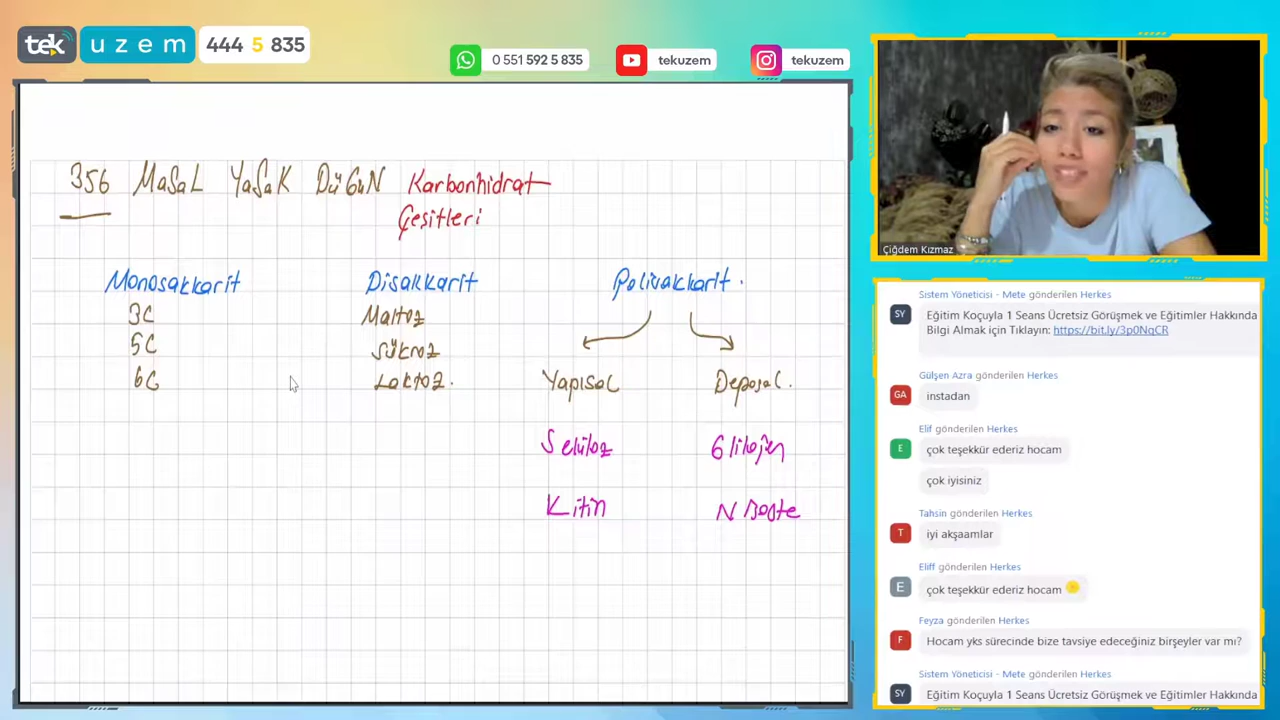 tek uzem 444 5 835
0 551 592 5 835
tekuzem
tekuzem
356 MaSaL YaSaK DüGüN Karbonhidrat
Çeşitleri
Monosakkarit
3C
5C
6C
Disakkarit
Maltoz
Sükroz
Laktoz.
Polisakkarit.
Yapısal
Deposal.
Selüloz
Glikojen
Kitin
Nişaste
Çiğdem Kızmaz
Sistem Yöneticisi - Mete gönderilen Herkes
SY
Eğitim Koçuyla 1 Seans Ücretsiz Görüşmek ve Eğitimler Hakkında
Bilgi Almak için Tıklayın: https://bit.ly/3p0NqCR
Gülşen Azra gönderilen Herkes
GA
instadan
Elif gönderilen Herkes
E
çok teşekkür ederiz hocam
çok iyisiniz
Tahsin gönderilen Herkes
T
iyi akşaamlar
Eliff gönderilen Herkes
E
çok teşekkür ederiz hocam
Feyza gönderilen Herkes
F
Hocam yks sürecinde bize tavsiye edeceğiniz birşeyler var mı?
Sistem Yöneticisi - Mete gönderilen Herkes
SY
Eğitim Koçuyla 1 Seans Ücretsiz Görüşmek ve Eğitimler Hakkında